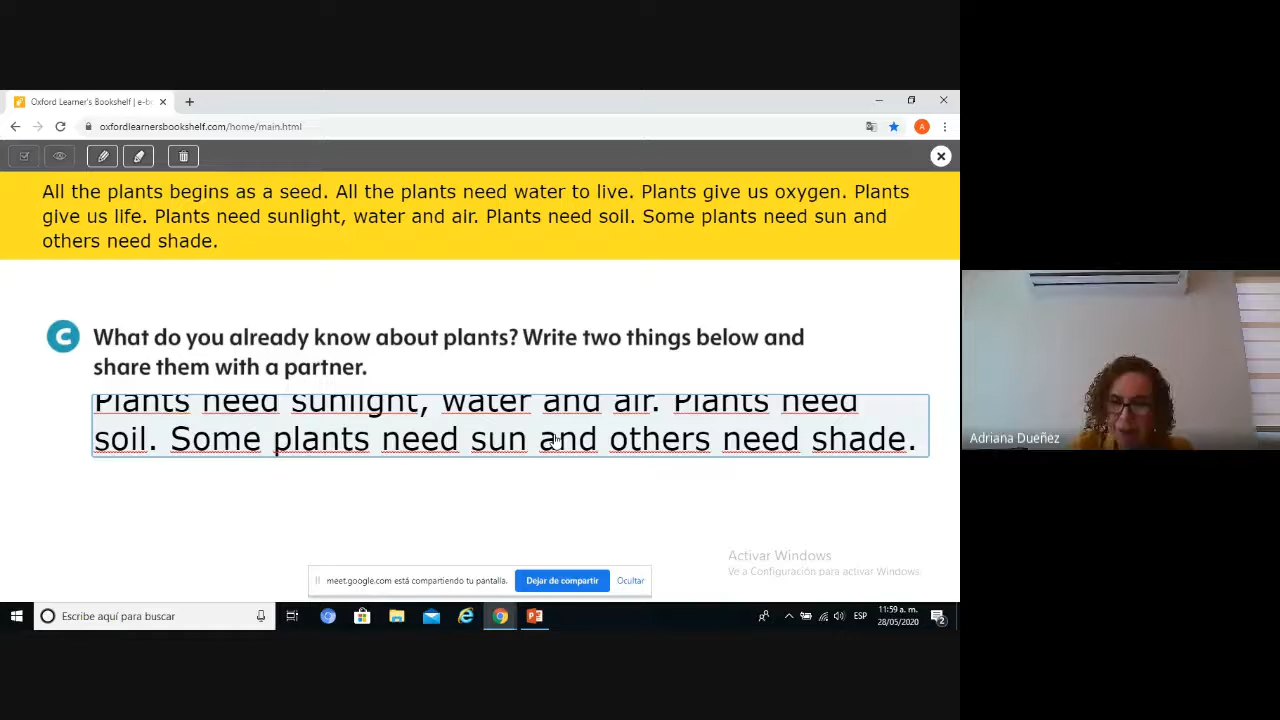 Oxford Learner's Bookshelf | e-b
oxfordlearnersbookshelf.com/home/main.html
A
All the plants begins as a seed. All the plants need water to live. Plants give us oxygen. Plants
give us life. Plants need sunlight, water and air. Plants need soil. Some plants need sun and
others need shade.
C
What do you already know about plants? Write two things below and
share them with a partner.
Plants need sunlight, water and air. Plants need
soil. Some plants need sun and others need shade.
Adriana Dueñez
Activar Windows
Ve a Configuración para activar Windows.
meet.google.com está compartiendo tu pantalla.
Dejar de compartir
Ocultar
Escribe aquí para buscar
ESP
11:59 a. m.
28/05/2020
2